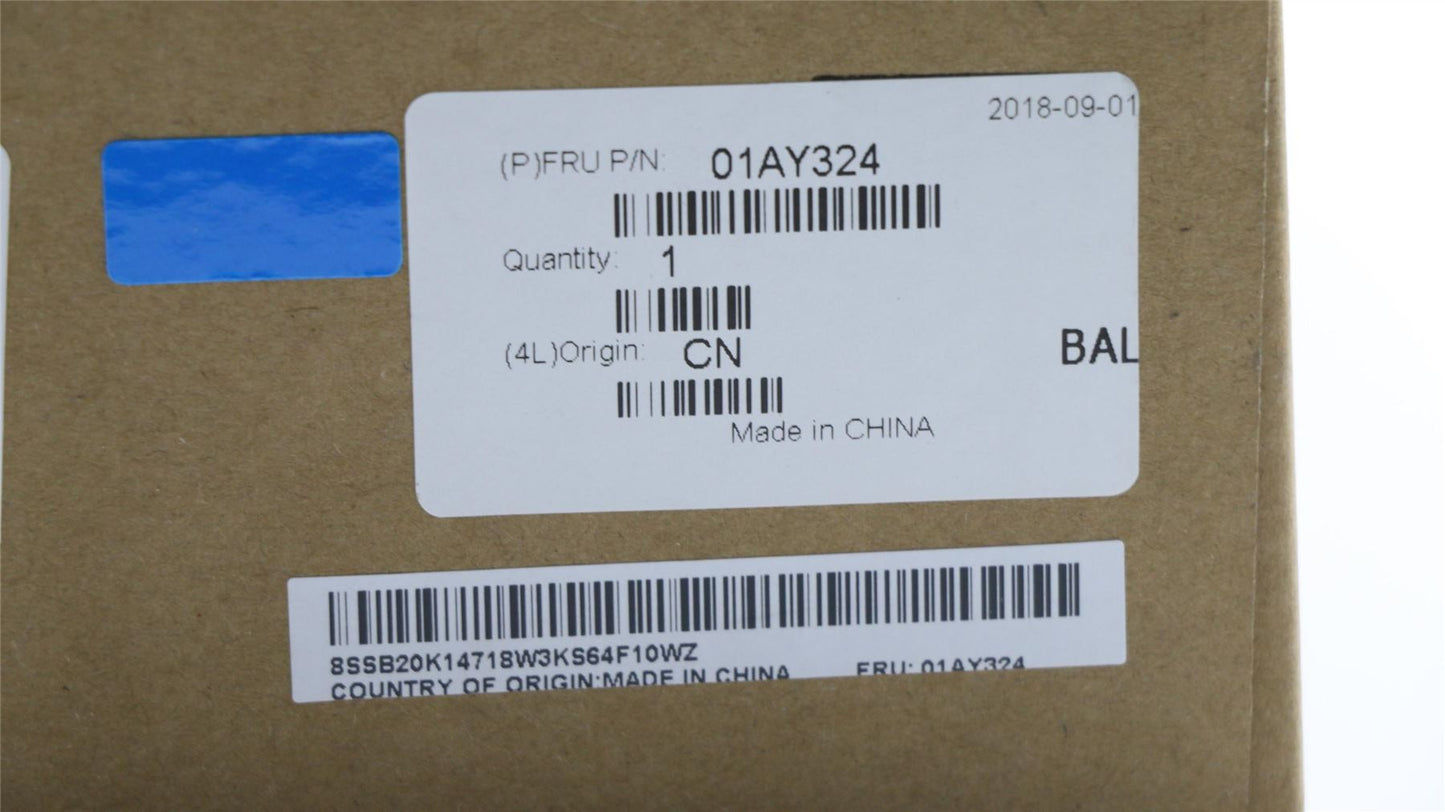 2018-09-01
(P)FRU P/N: 01AY324
Quantity: 1
(4L)Origin: CN
BAL
Made in CHINA
8SSB20K14718W3KS64F10WZ
COUNTRY OF ORIGIN:MADE IN CHINA FRU: 01AY324